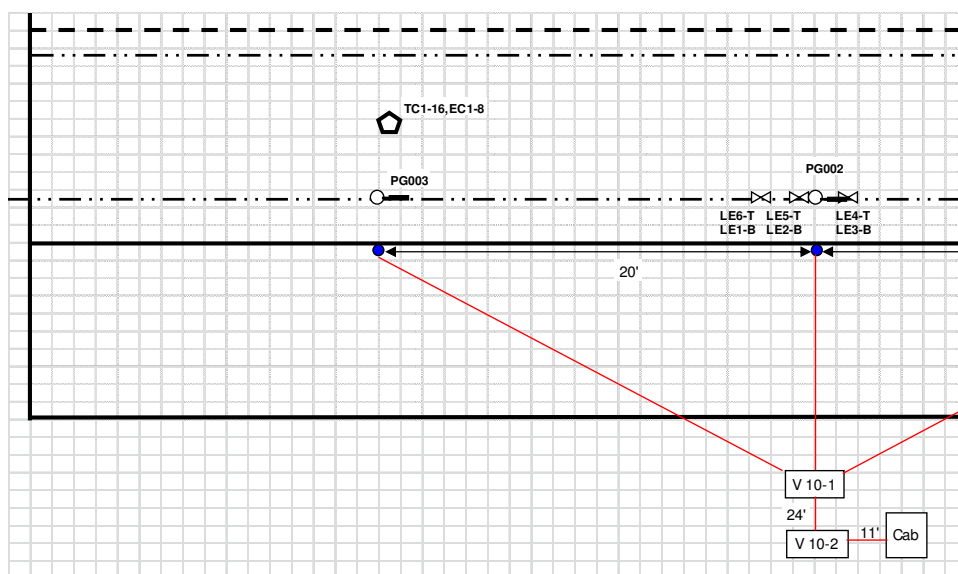 TC1-16,EC1-8
PG002
PG003
LE6-T LE5-T LE4-T
LE1-B LE2-B LE3-B
20'
V 10-1
24'
11'
Cab
V 10-2